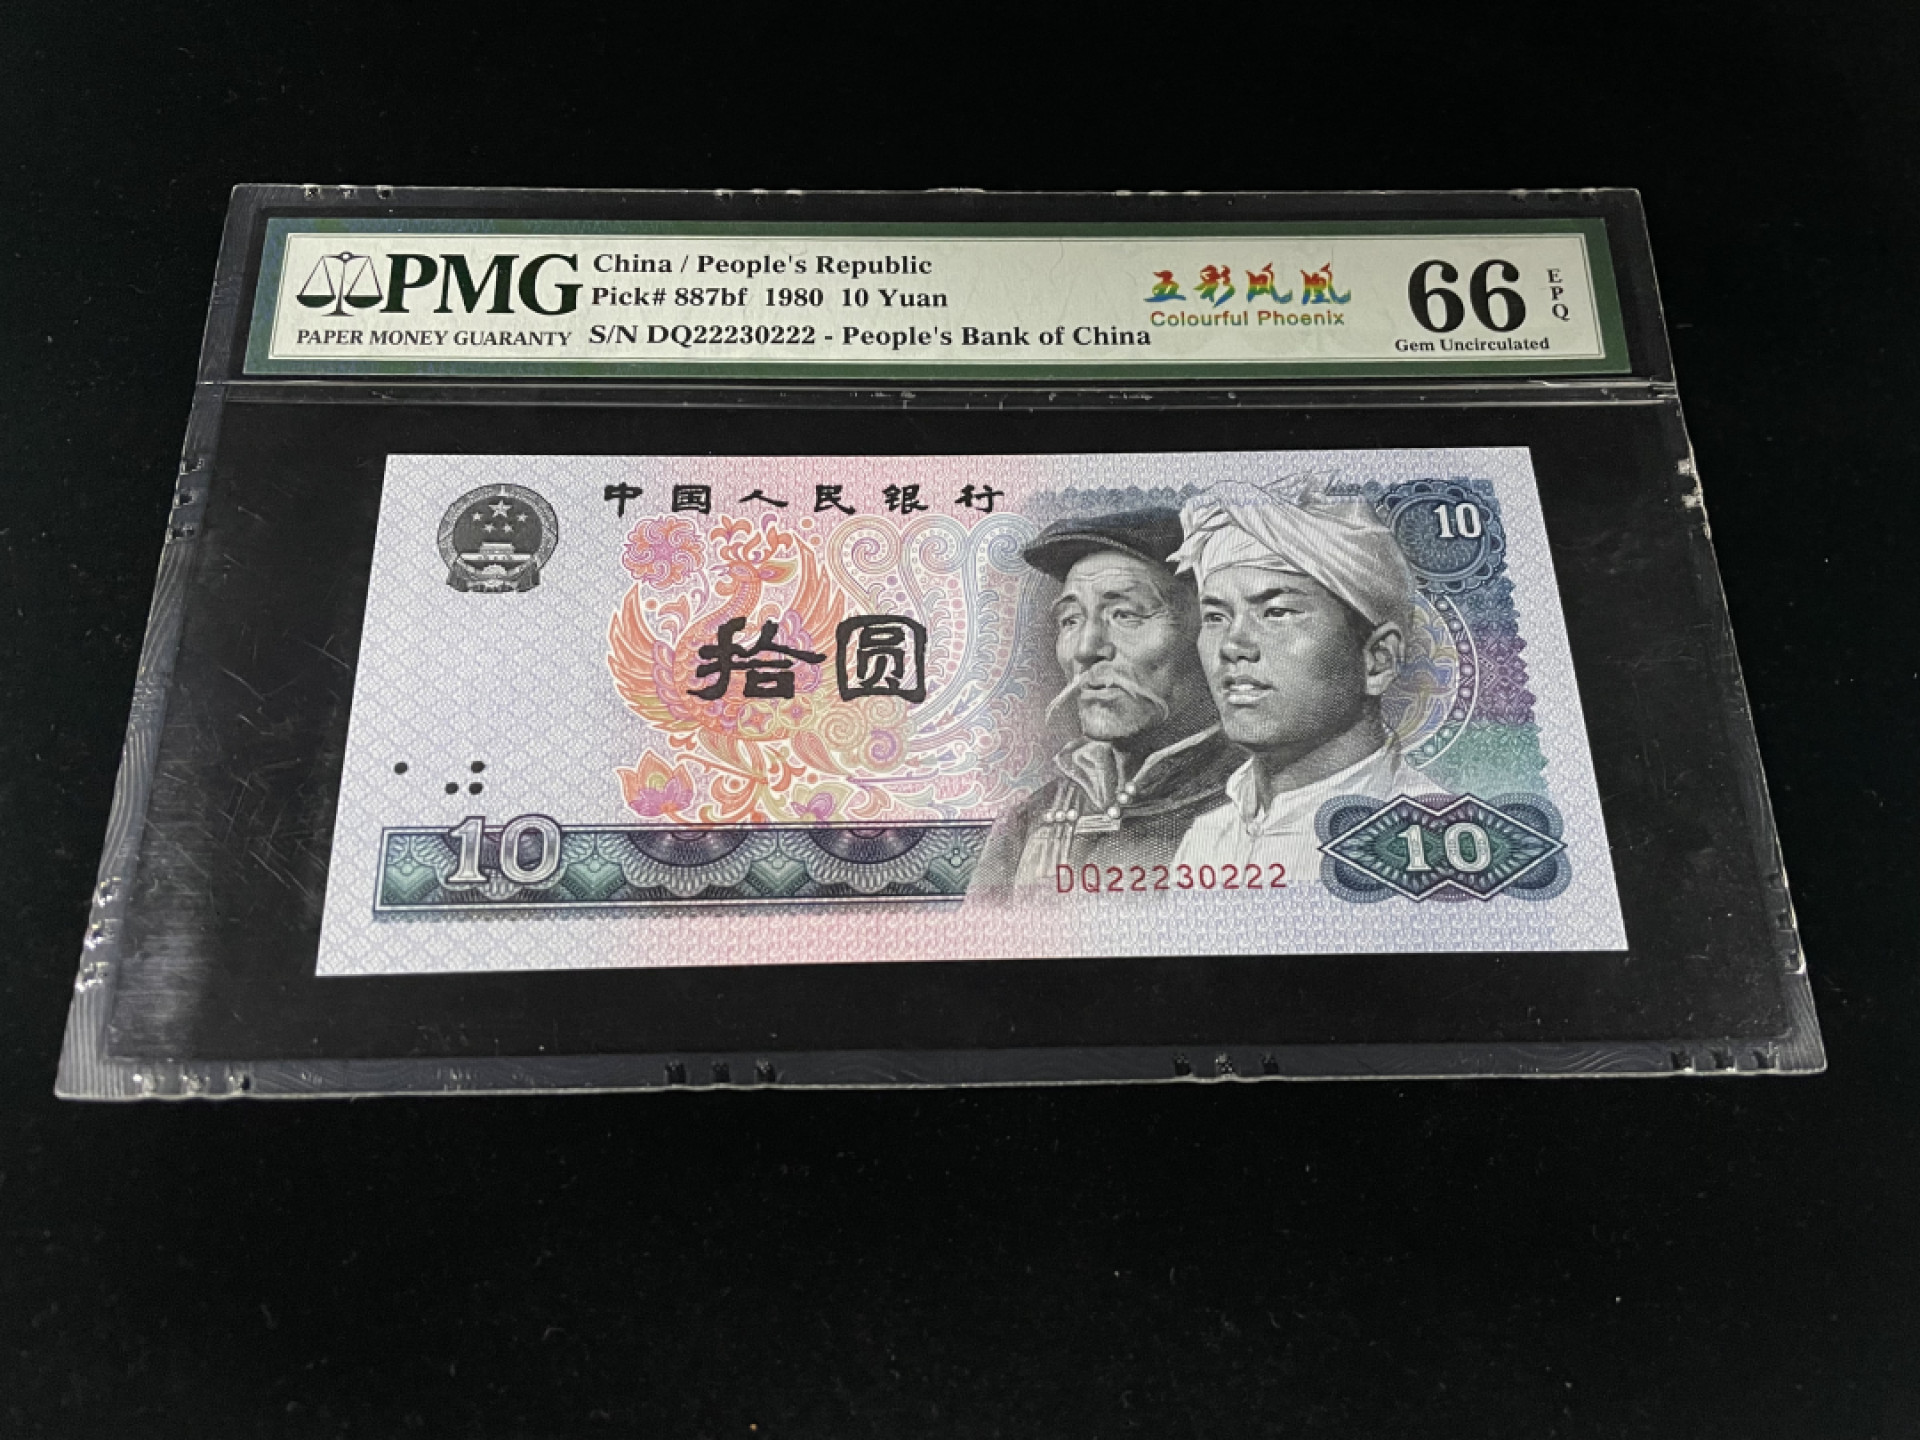 PMG
PAPER MONEY GUARANTY
China / People's Republic
Pick# 887bf 1980 10 Yuan
S/N DQ22230222 - People's Bank of China
五彩凤凰
Colourful Phoenix
66
EPQ
Gem Uncirculated
中国人民银行
10
拾圆
10
DQ22230222
10